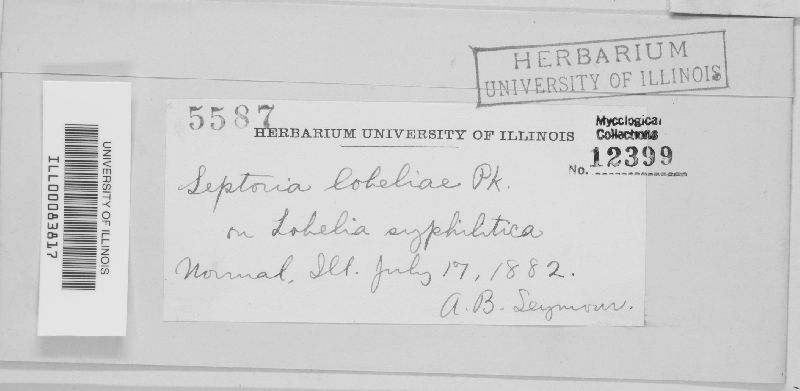 HERBARIUM
UNIVERSITY OF ILLINOIS
5587
HERBARIUM UNIVERSITY OF ILLINOIS
Mycological
Collections
No. 12399
Septoria lobeliae Pk.
on Lobelia syphilitica
Normal, Ill. July 17, 1882.
A. B. Seymour.
UNIVERSITY OF ILLINOIS
ILL00083817